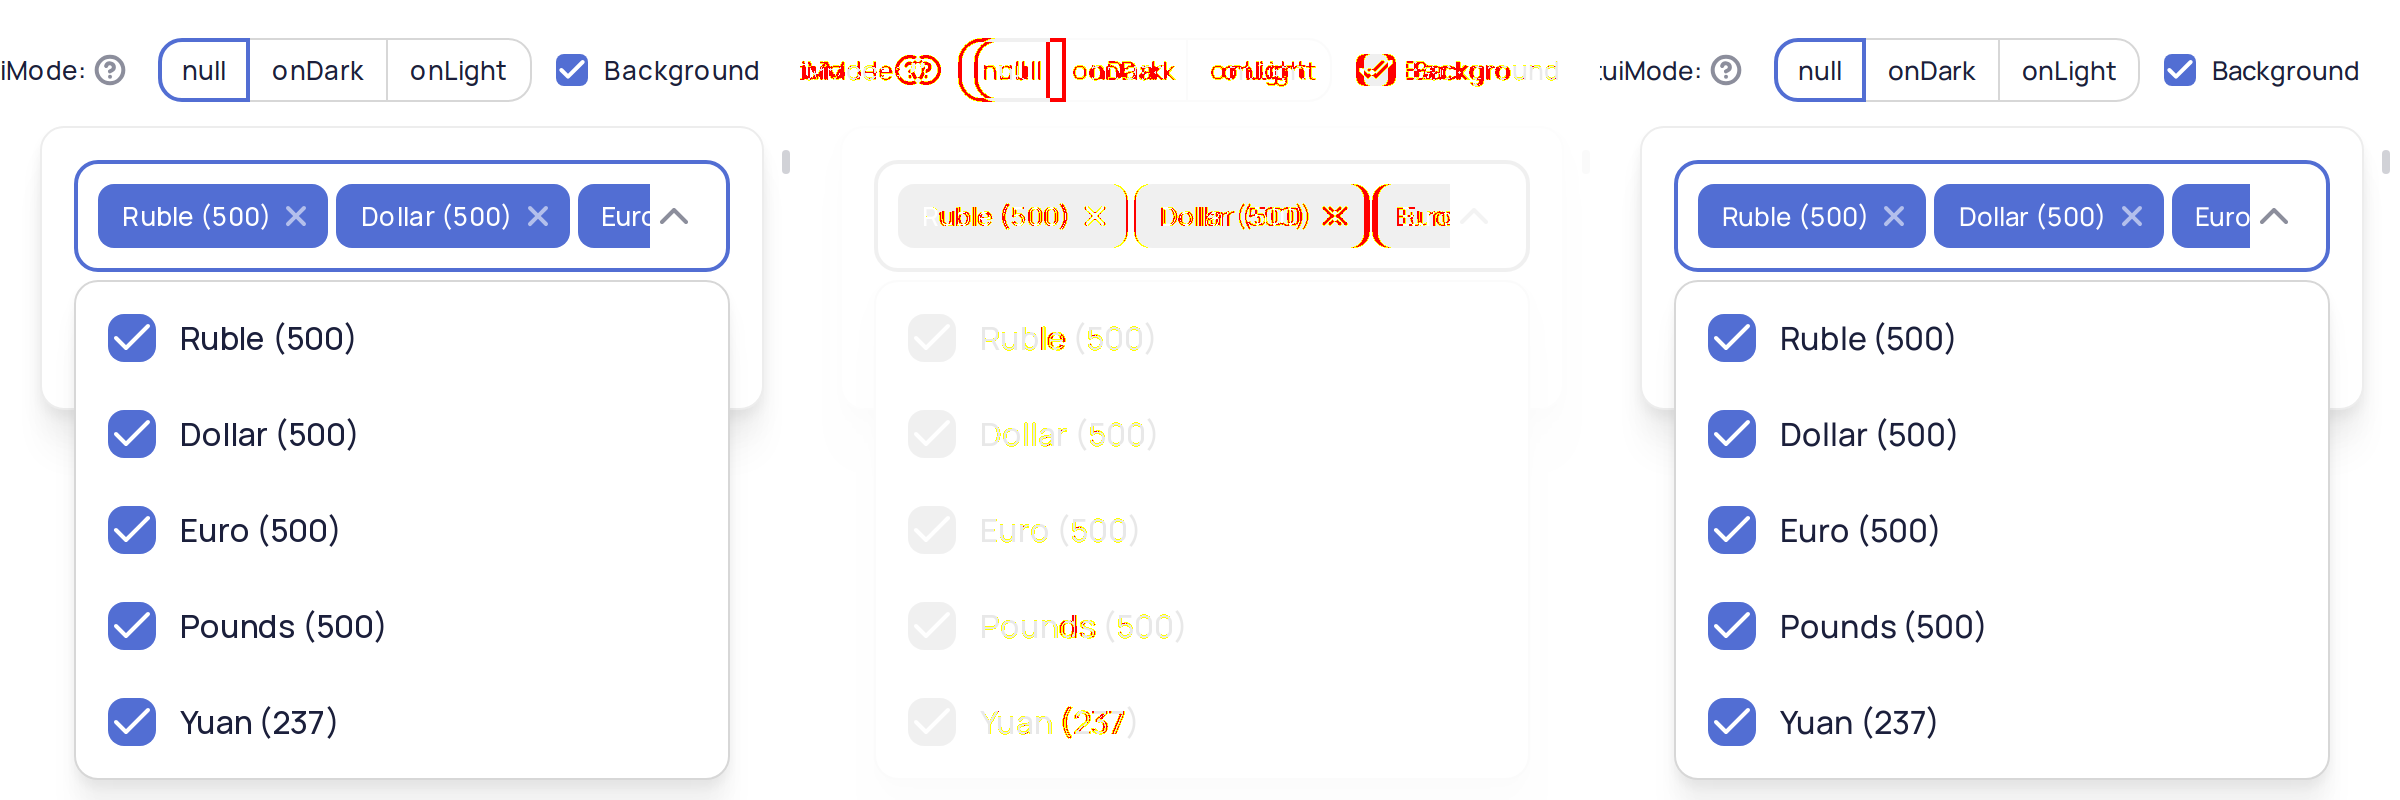 iMode: null onDark onLight Background
Ruble (500) Dollar (500) Euro
Ruble (500)
Dollar (500)
Euro (500)
Pounds (500)
Yuan (237)
null onDark onLight Background
Ruble (500) Dollar (500) Euro
Ruble (500)
Dollar (500)
Euro (500)
Pounds (500)
Yuan (237)
tuiMode: null onDark onLight Background
Ruble (500) Dollar (500) Euro
Ruble (500)
Dollar (500)
Euro (500)
Pounds (500)
Yuan (237)